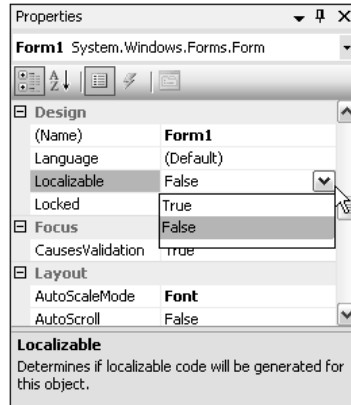 Properties
Form1 System.Windows.Forms.Form
Design
(Name) Form1
Language (Default)
Localizable False
Locked True
False
Focus
CausesValidation True
Layout
AutoScaleMode Font
AutoScroll False
Localizable
Determines if localizable code will be generated for
this object.